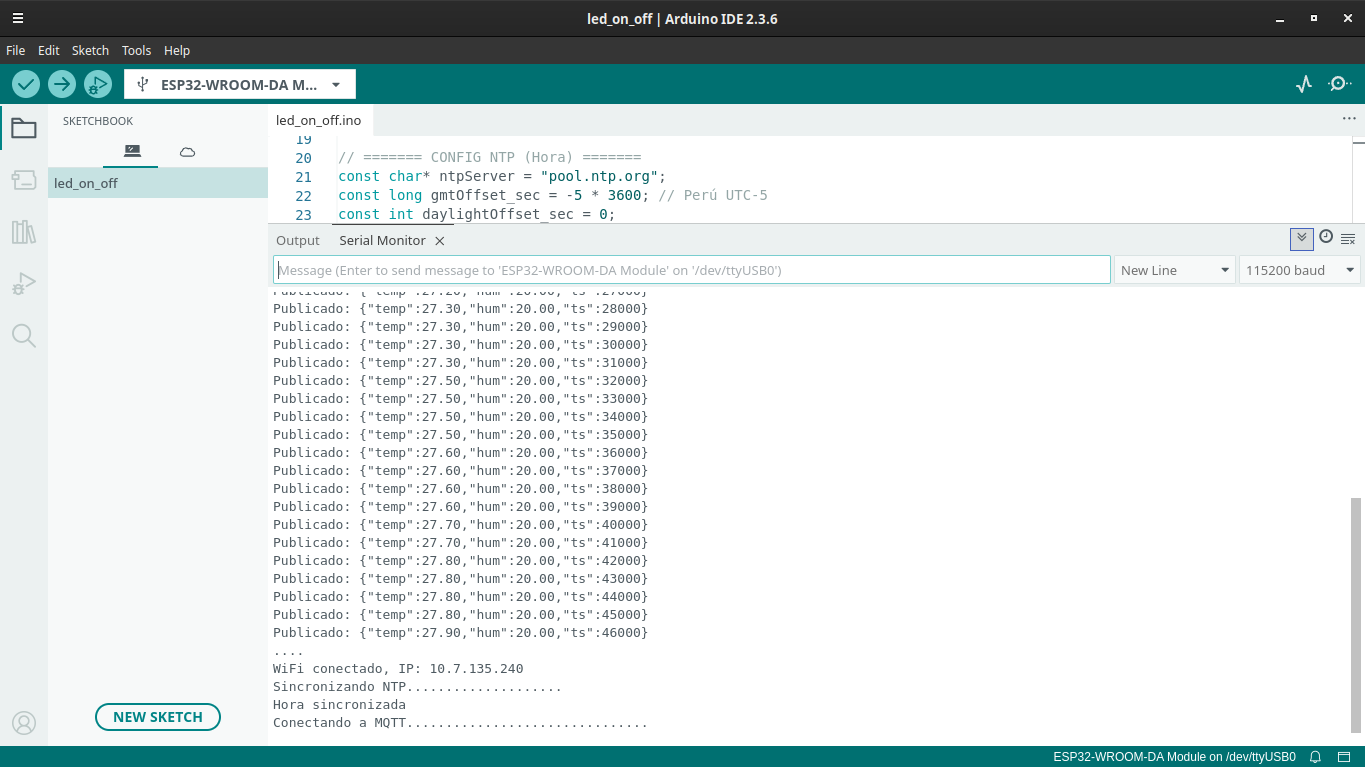 led_on_off | Arduino IDE 2.3.6
File Edit Sketch Tools Help
ESP32-WROOM-DA M...
SKETCHBOOK
led_on_off
NEW SKETCH
led_on_off.ino
19
20 // ======= CONFIG NTP (Hora) =======
21 const char* ntpServer = "pool.ntp.org";
22 const long gmtOffset_sec = -5 * 3600; // Perú UTC-5
23 const int daylightOffset_sec = 0;
Output Serial Monitor
Message (Enter to send message to 'ESP32-WROOM-DA Module' on '/dev/ttyUSB0')
New Line
115200 baud
Publicado: {"temp":27.20,"hum":20.00,"ts":27000}
Publicado: {"temp":27.30,"hum":20.00,"ts":28000}
Publicado: {"temp":27.30,"hum":20.00,"ts":29000}
Publicado: {"temp":27.30,"hum":20.00,"ts":30000}
Publicado: {"temp":27.30,"hum":20.00,"ts":31000}
Publicado: {"temp":27.50,"hum":20.00,"ts":32000}
Publicado: {"temp":27.50,"hum":20.00,"ts":33000}
Publicado: {"temp":27.50,"hum":20.00,"ts":34000}
Publicado: {"temp":27.50,"hum":20.00,"ts":35000}
Publicado: {"temp":27.60,"hum":20.00,"ts":36000}
Publicado: {"temp":27.60,"hum":20.00,"ts":37000}
Publicado: {"temp":27.60,"hum":20.00,"ts":38000}
Publicado: {"temp":27.60,"hum":20.00,"ts":39000}
Publicado: {"temp":27.70,"hum":20.00,"ts":40000}
Publicado: {"temp":27.70,"hum":20.00,"ts":41000}
Publicado: {"temp":27.80,"hum":20.00,"ts":42000}
Publicado: {"temp":27.80,"hum":20.00,"ts":43000}
Publicado: {"temp":27.80,"hum":20.00,"ts":44000}
Publicado: {"temp":27.80,"hum":20.00,"ts":45000}
Publicado: {"temp":27.90,"hum":20.00,"ts":46000}
....
WiFi conectado, IP: 10.7.135.240
Sincronizando NTP....................
Hora sincronizada
Conectando a MQTT...............................
ESP32-WROOM-DA Module on /dev/ttyUSB0